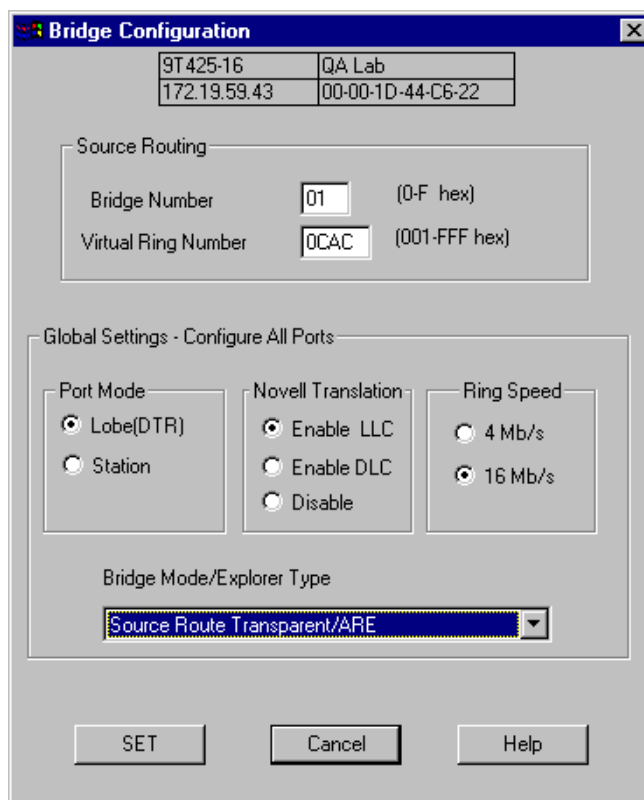 Bridge Configuration
9T425-16 QA Lab
172.19.59.43 00-00-1D-44-C6-22
Source Routing
Bridge Number 01 (0-F hex)
Virtual Ring Number 0CAC (001-FFF hex)
Global Settings - Configure All Ports
Port Mode Novell Translation Ring Speed
Lobe(DTR) Enable LLC 4 Mb/s
Station Enable DLC 16 Mb/s
Disable
Bridge Mode/Explorer Type
Source Route Transparent/ARE
SET Cancel Help